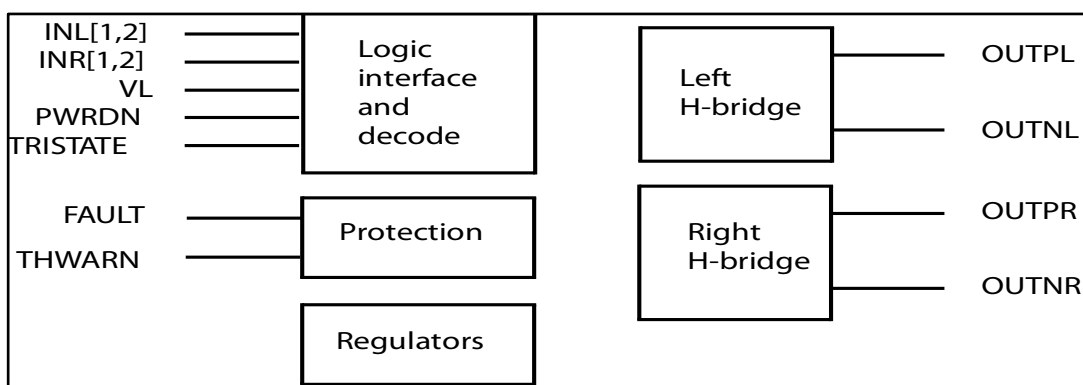 INL[1,2]
INR[1,2]
VL
PWRDN
TRISTATE
FAULT
THWARN
Logic
interface
and
decode
Protection
Regulators
Left
H-bridge
Right
H-bridge
OUTPL
OUTNL
OUTPR
OUTNR